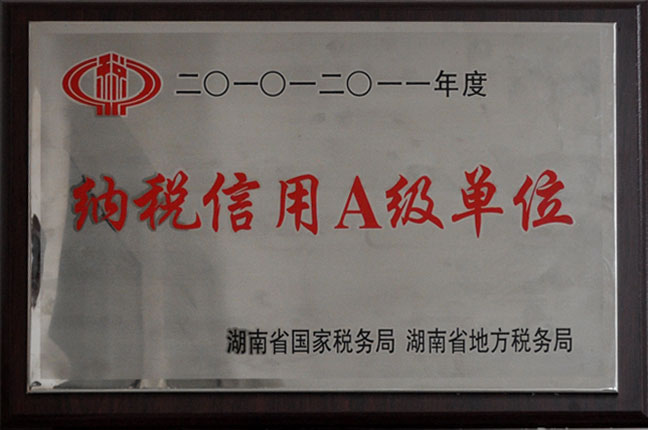 税
二〇一〇-二〇一一年度
纳税信用A级单位
湖南省国家税务局 湖南省地方税务局